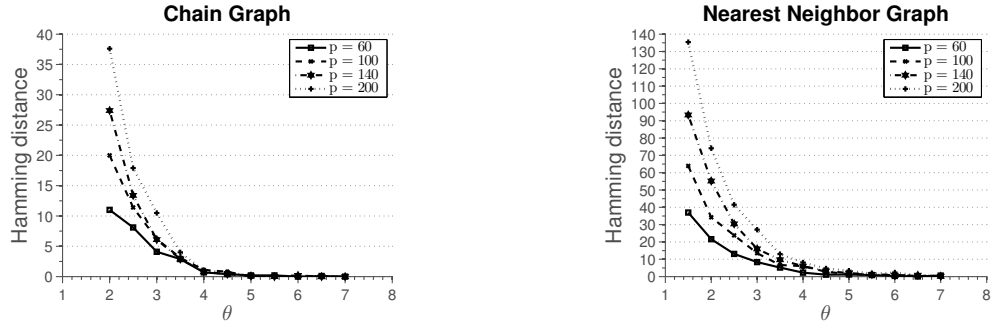 Chain Graph
Hamming distance
40
35
30
25
20
15
10
5
0
1 2 3 4 5 6 7 8
θ
p = 60
p = 100
p = 140
p = 200
Nearest Neighbor Graph
Hamming distance
140
130
120
110
100
90
80
70
60
50
40
30
20
10
0
1 2 3 4 5 6 7 8
θ
p = 60
p = 100
p = 140
p = 200